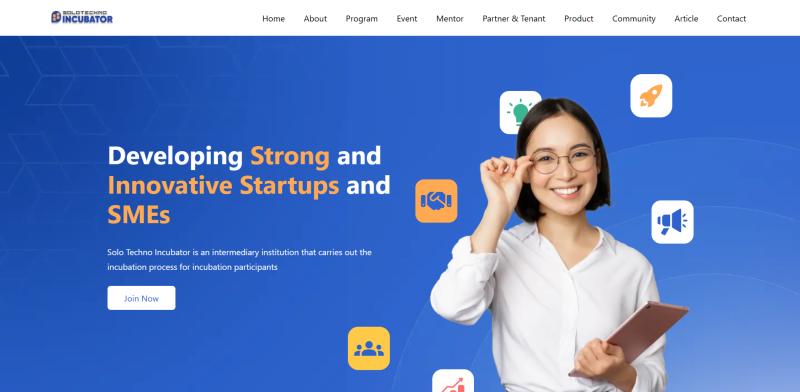 SOLOTECHNO
INCUBATOR
Home About Program Event Mentor Partner & Tenant Product Community Article Contact
Developing Strong and
Innovative Startups and
SMEs
Solo Techno Incubator is an intermediary institution that carries out the
incubation process for incubation participants
Join Now